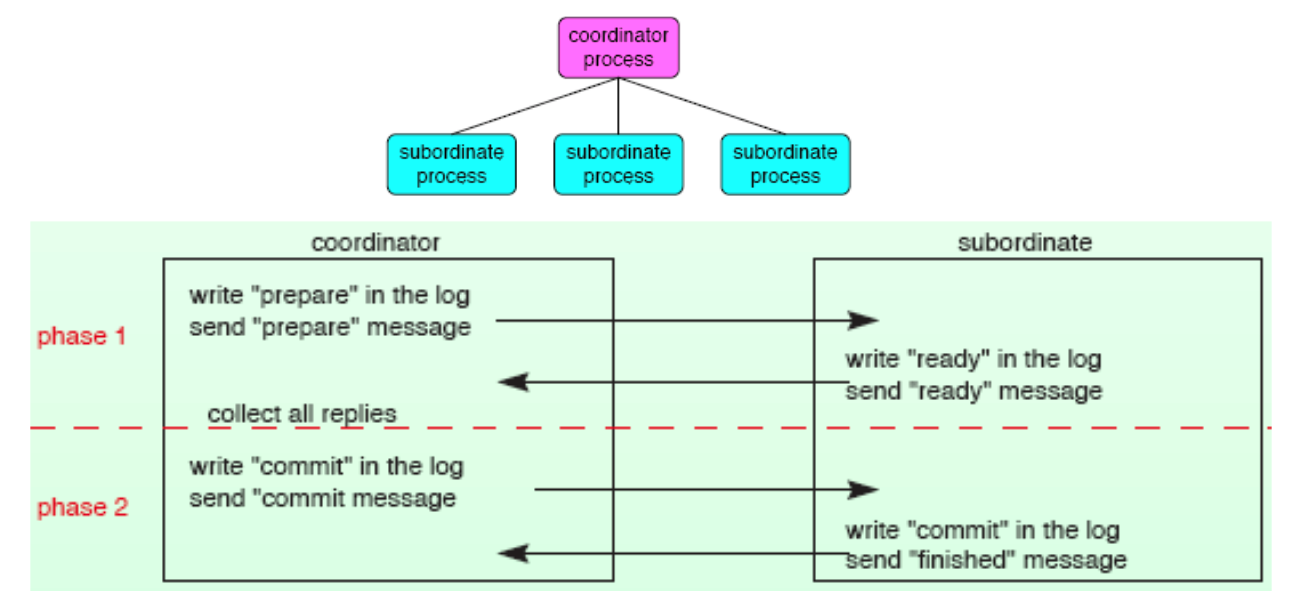 coordinator
process
subordinate
process
subordinate
process
subordinate
process
coordinator
subordinate
phase 1
write "prepare" in the log
send "prepare" message
write "ready" in the log
send "ready" message
collect all replies
phase 2
write "commit" in the log
send "commit message
write "commit" in the log
send "finished" message